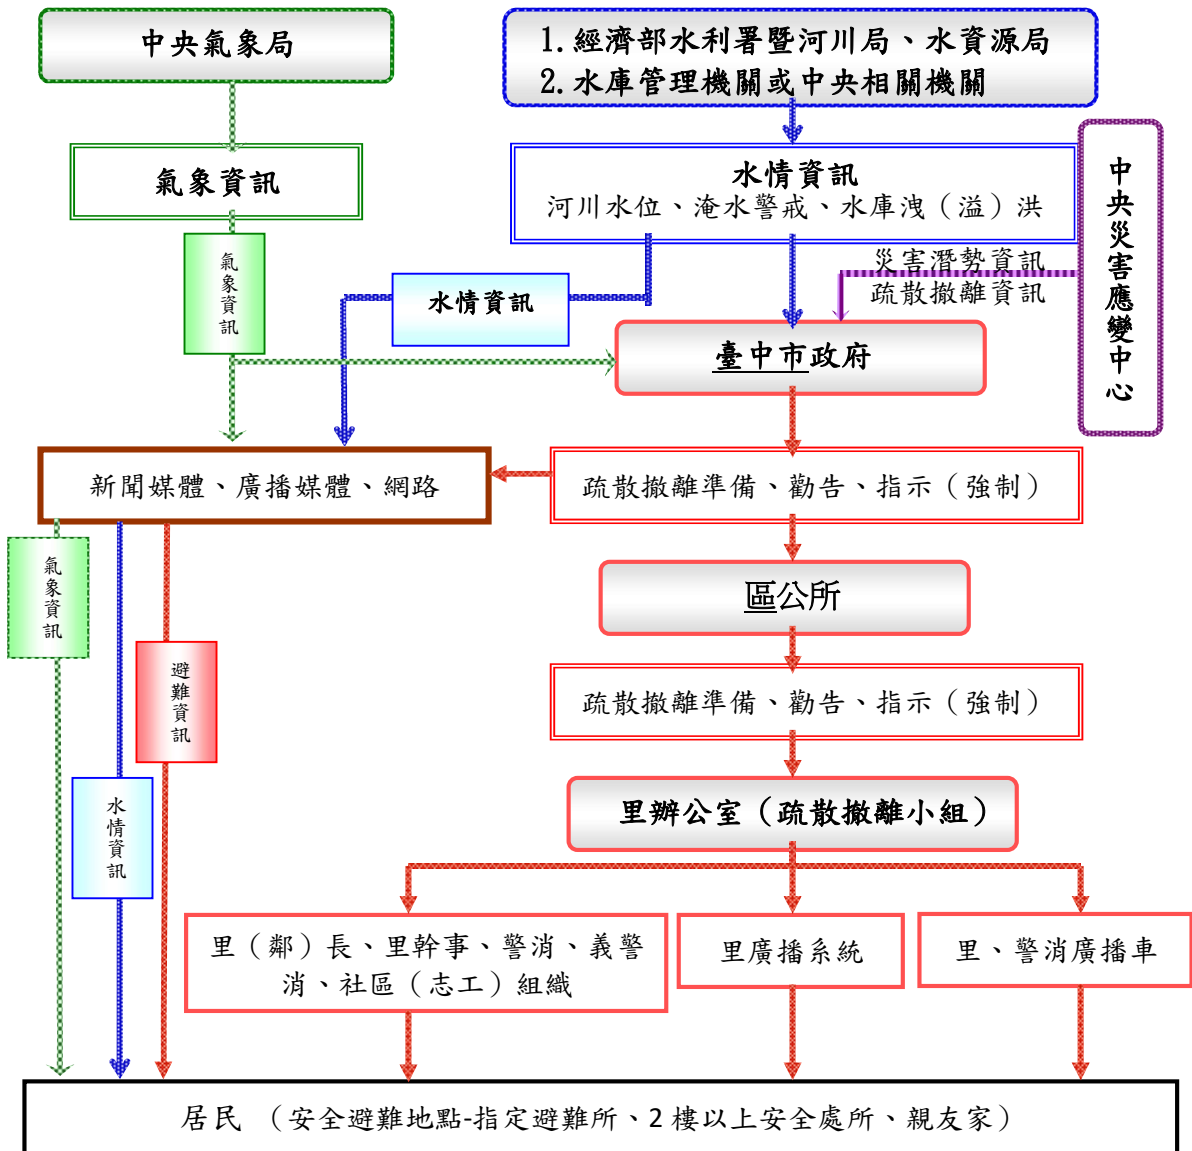 中央氣象局
1.經濟部水利署暨河川局、水資源局
2.水庫管理機關或中央相關機關
氣象資訊
水情資訊
河川水位、淹水警戒、水庫洩（溢）洪
中央災害應變中心
氣象資訊
水情資訊
災害潛勢資訊
疏散撤離資訊
臺中市政府
新聞媒體、廣播媒體、網路
疏散撤離準備、勸告、指示（強制）
氣象資訊
區公所
避難資訊
疏散撤離準備、勸告、指示（強制）
水情資訊
里辦公室（疏散撤離小組）
里（鄰）長、里幹事、警消、義警
消、社區（志工）組織
里廣播系統
里、警消廣播車
居民 （安全避難地點-指定避難所、2 樓以上安全處所、親友家）